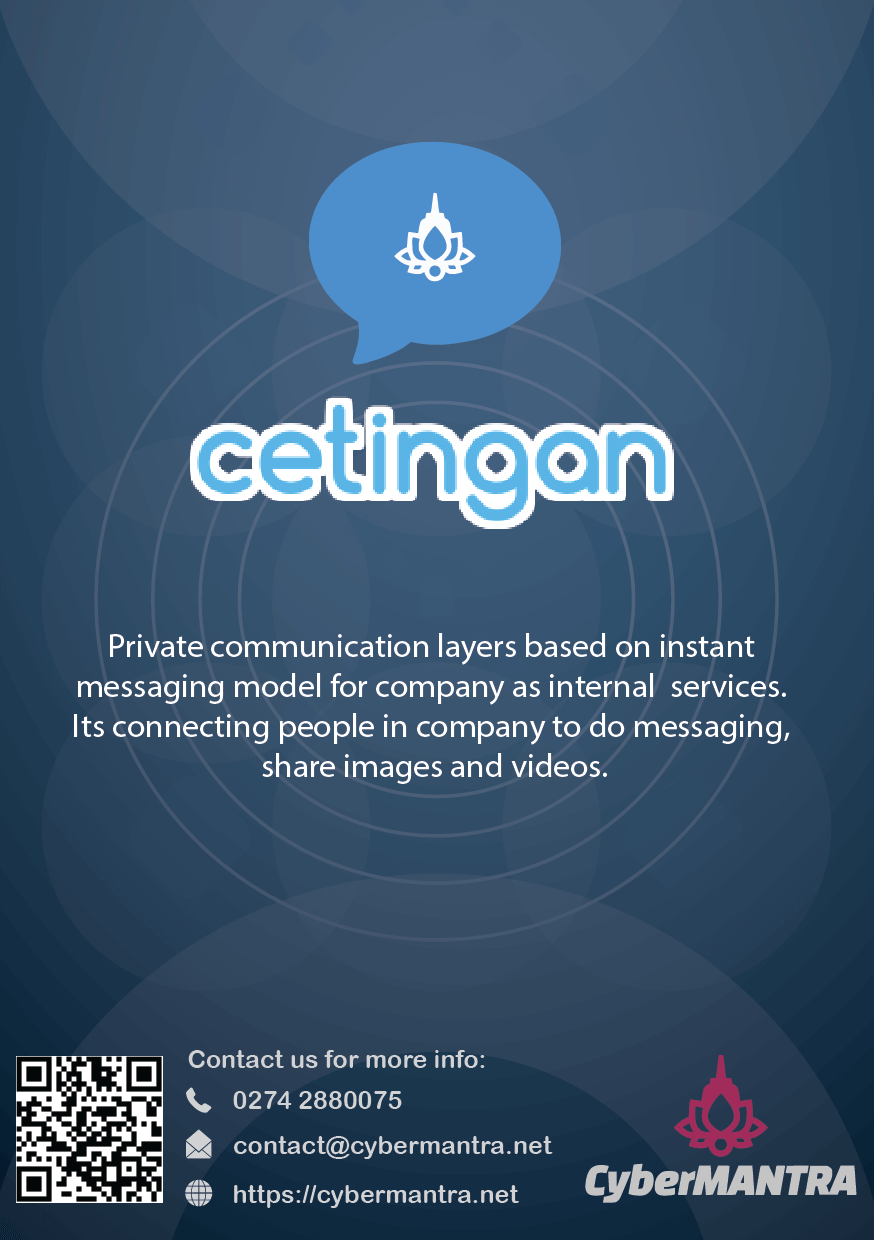 cetingan
Private communication layers based on instant
messaging model for company as internal  services.
Its connecting people in company to do messaging,
share images and videos.
Contact us for more info:
0274 2880075
contact@cybermantra.net
https://cybermantra.net
CyberMANTRA